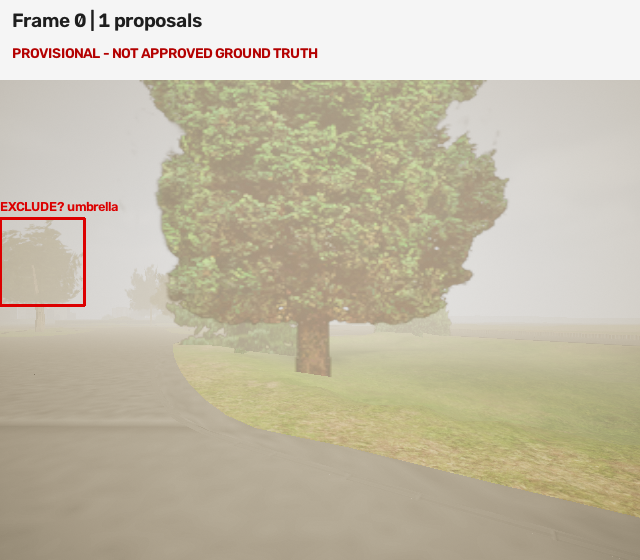 Frame 0 | 1 proposals
PROVISIONAL - NOT APPROVED GROUND TRUTH
EXCLUDE? umbrella